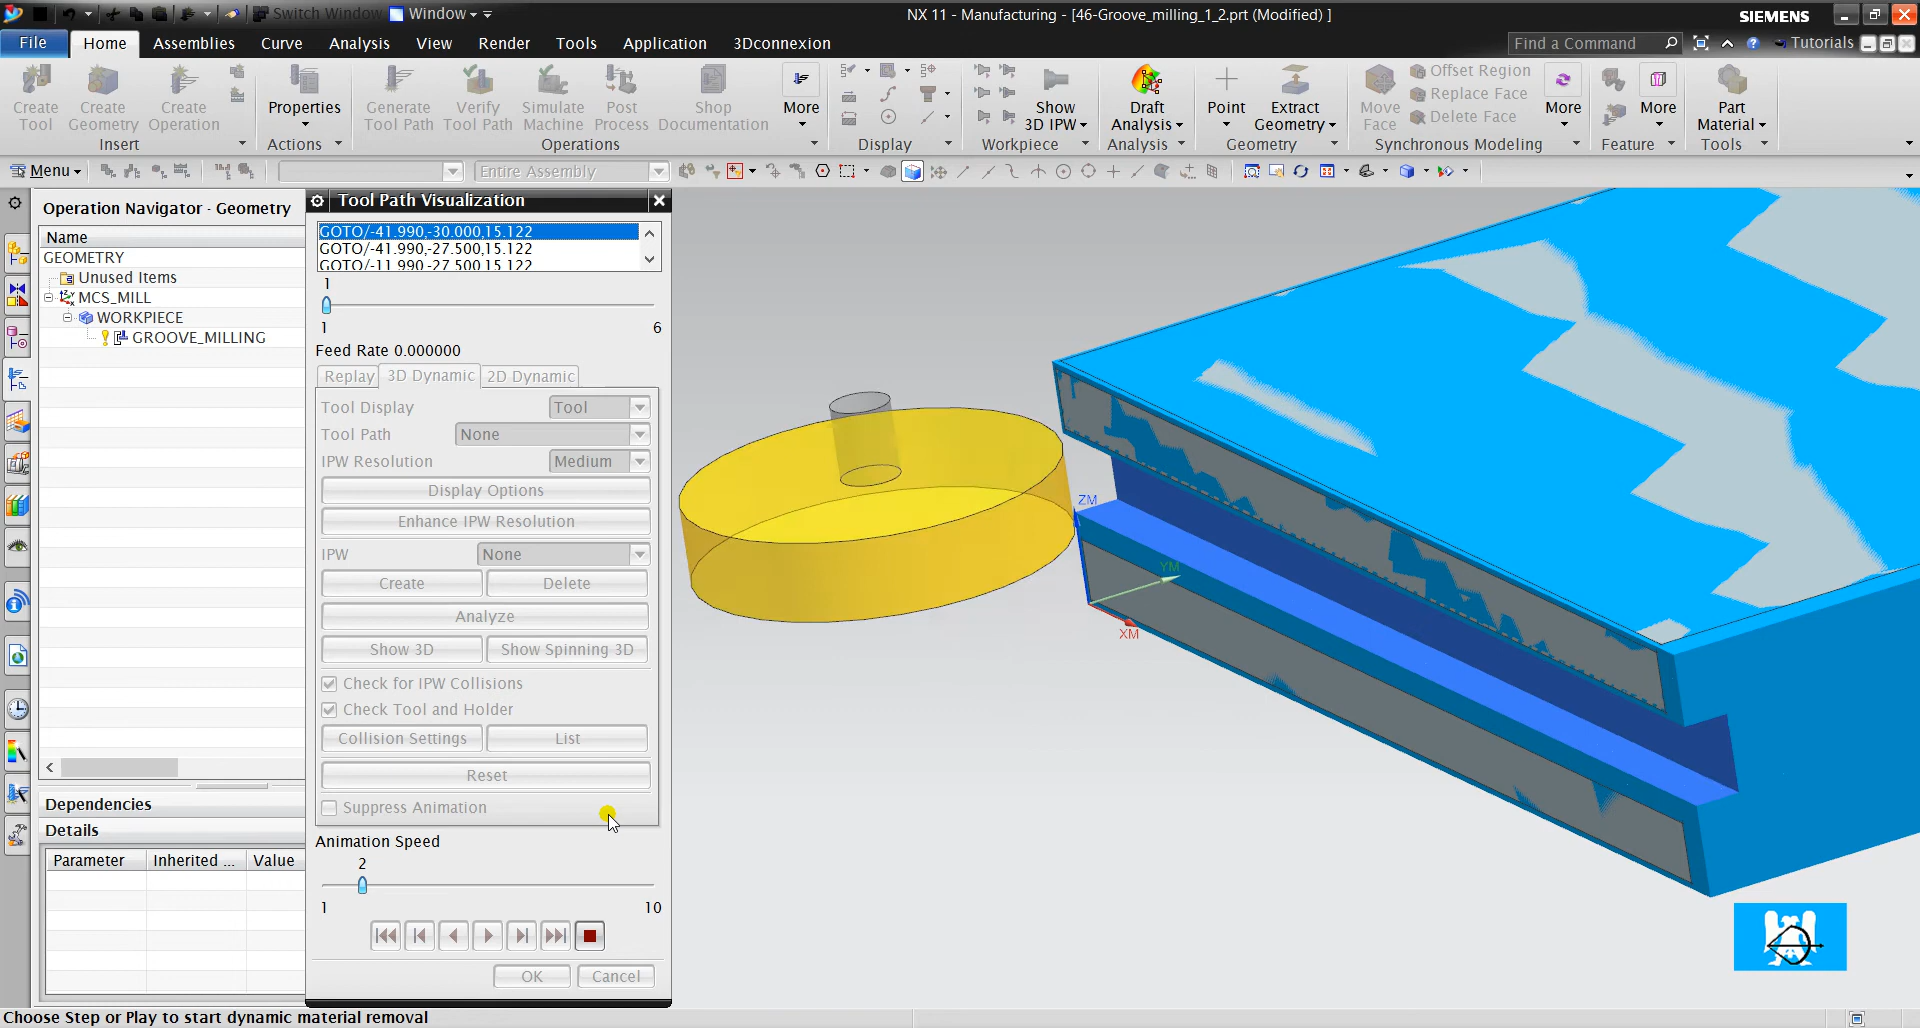 Switch Window
Window
NX 11 - Manufacturing - [46-Groove_milling_1_2.prt (Modified) ]
SIEMENS
File
Home
Assemblies
Curve
Analysis
View
Render
Tools
Application
3Dconnexion
Find a Command
Tutorials
Create Tool
Create Geometry
Create Operation
Properties
Generate Tool Path
Verify Tool Path
Simulate Machine
Post Process
Shop Documentation
More
Show 3D IPW
Draft Analysis
Point
Extract Geometry
Move Face
Offset Region
Replace Face
Delete Face
More
More
Part Material
Insert
Actions
Operations
Display
Workpiece
Analysis
Geometry
Synchronous Modeling
Feature
Tools
Menu
Entire Assembly
Operation Navigator - Geometry
Name
GEOMETRY
Unused Items
MCS_MILL
WORKPIECE
GROOVE_MILLING
Dependencies
Details
Parameter
Inherited ...
Value
Tool Path Visualization
GOTO/-41.990,-30.000,15.122
GOTO/-41.990,-27.500,15.122
GOTO/-11.990,-27.500,15.122
1
1
6
Feed Rate 0.000000
Replay
3D Dynamic
2D Dynamic
Tool Display
Tool
Tool Path
None
IPW Resolution
Medium
Display Options
Enhance IPW Resolution
IPW
None
Create
Delete
Analyze
Show 3D
Show Spinning 3D
Check for IPW Collisions
Check Tool and Holder
Collision Settings
List
Reset
Suppress Animation
Animation Speed
2
1
10
OK
Cancel
ZM
YM
XM
Choose Step or Play to start dynamic material removal